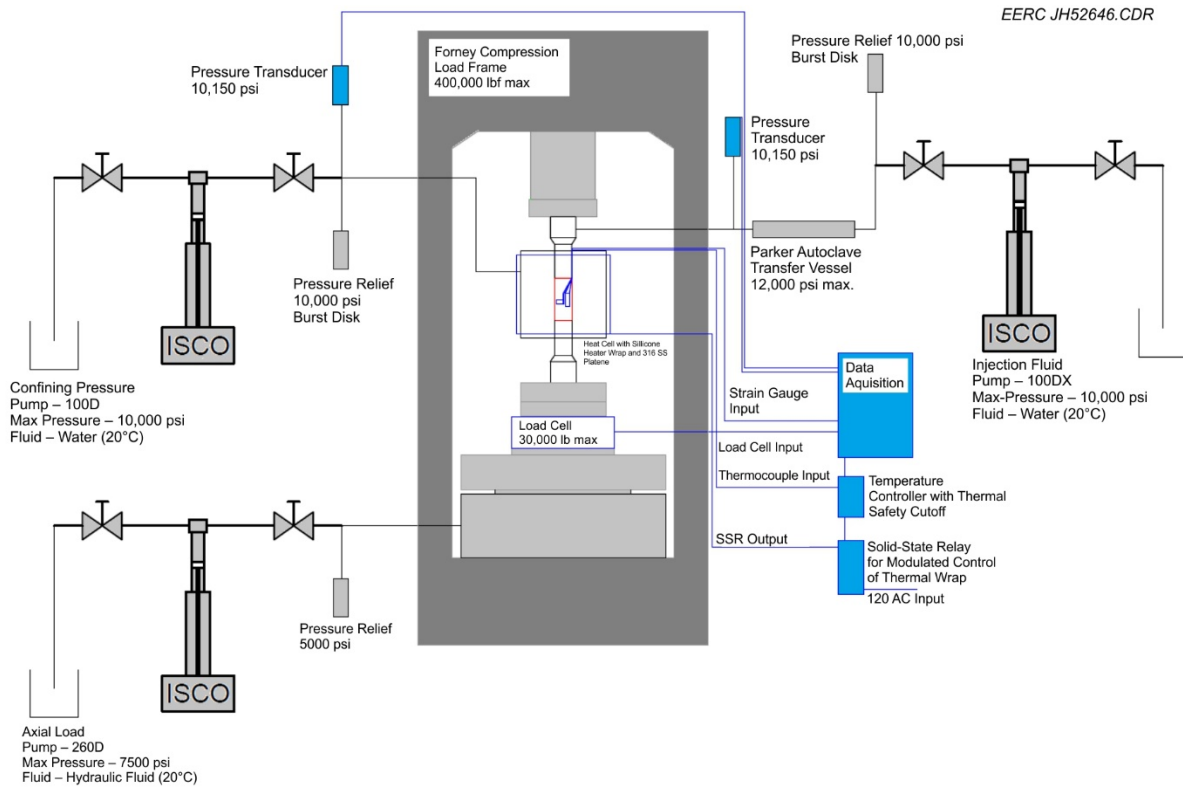 EERC JH52646.CDR
Pressure Transducer
10,150 psi
Forney Compression
Load Frame
400,000 lbf max
Pressure Relief 10,000 psi
Burst Disk
Pressure
Transducer
10,150 psi
Pressure Relief
10,000 psi
Burst Disk
Parker Autoclave
Transfer Vessel
12,000 psi max.
ISCO
Confining Pressure
Pump – 100D
Max Pressure – 10,000 psi
Fluid – Water (20°C)
ISCO
Injection Fluid
Pump – 100DX
Max-Pressure – 10,000 psi
Fluid – Water (20°C)
Heat Cell with Sillicone
Heater Wrap and 316 SS
Platene
Data
Aquisition
Strain Gauge
Input
Load Cell
30,000 lb max
Load Cell Input
Thermocouple Input
Temperature
Controller with Thermal
Safety Cutoff
SSR Output
Solid-State Relay
for Modulated Control
of Thermal Wrap
120 AC Input
Pressure Relief
5000 psi
ISCO
Axial Load
Pump – 260D
Max Pressure – 7500 psi
Fluid – Hydraulic Fluid (20°C)